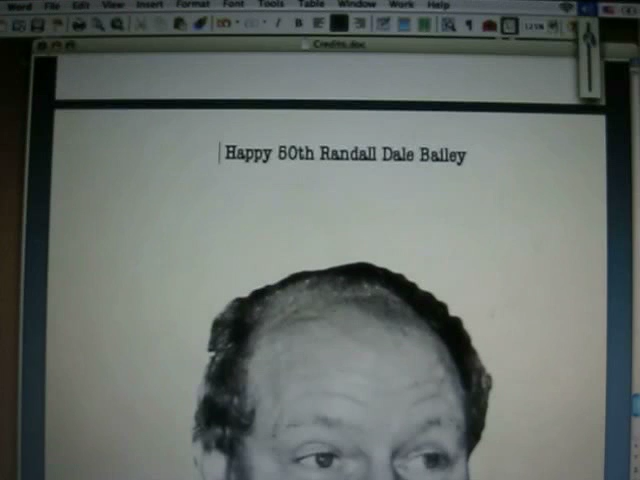 Word File Edit View Insert Format Font Tools Table Window Work Help
125%
Credits.doc
Happy 50th Randall Dale Bailey